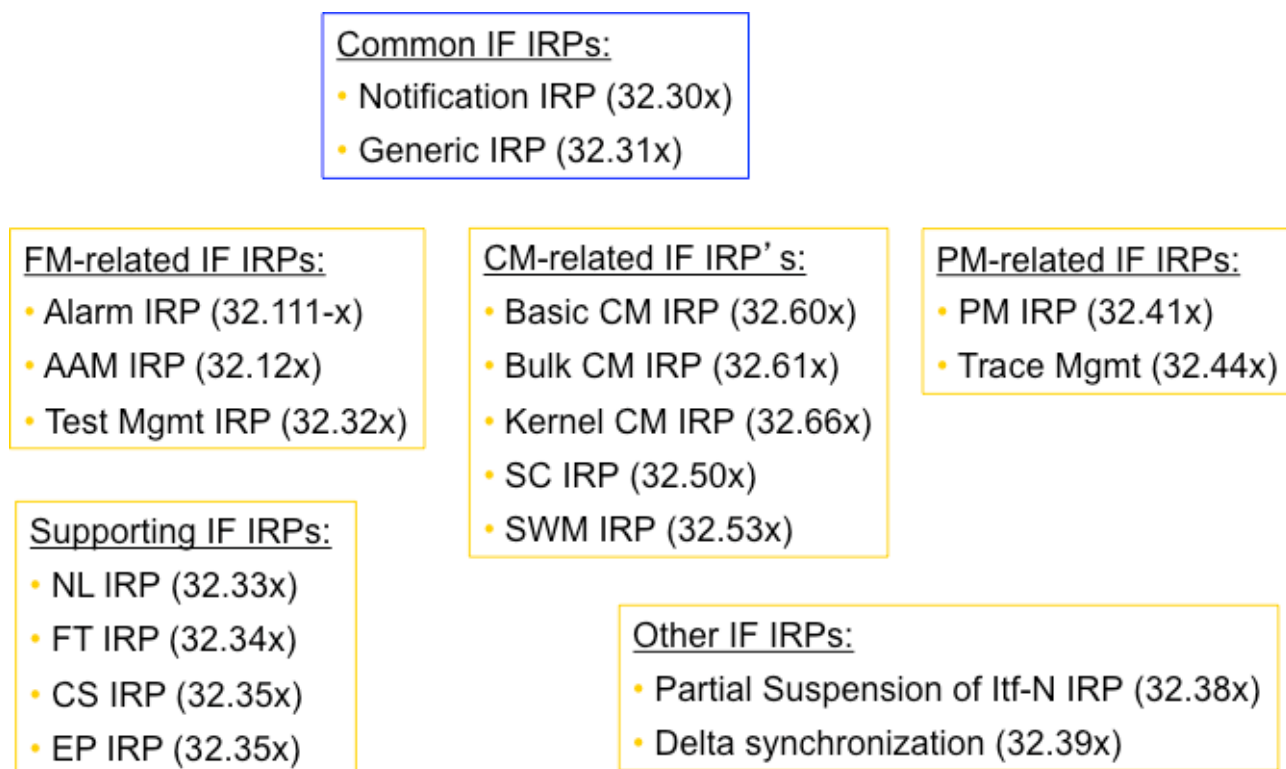 Common IF IRPs:
• Notification IRP (32.30x)
• Generic IRP (32.31x)
FM-related IF IRPs:
• Alarm IRP (32.111-x)
• AAM IRP (32.12x)
• Test Mgmt IRP (32.32x)
CM-related IF IRP’s:
• Basic CM IRP (32.60x)
• Bulk CM IRP (32.61x)
• Kernel CM IRP (32.66x)
• SC IRP (32.50x)
• SWM IRP (32.53x)
PM-related IF IRPs:
• PM IRP (32.41x)
• Trace Mgmt (32.44x)
Supporting IF IRPs:
• NL IRP (32.33x)
• FT IRP (32.34x)
• CS IRP (32.35x)
• EP IRP (32.35x)
Other IF IRPs:
• Partial Suspension of Itf-N IRP (32.38x)
• Delta synchronization (32.39x)